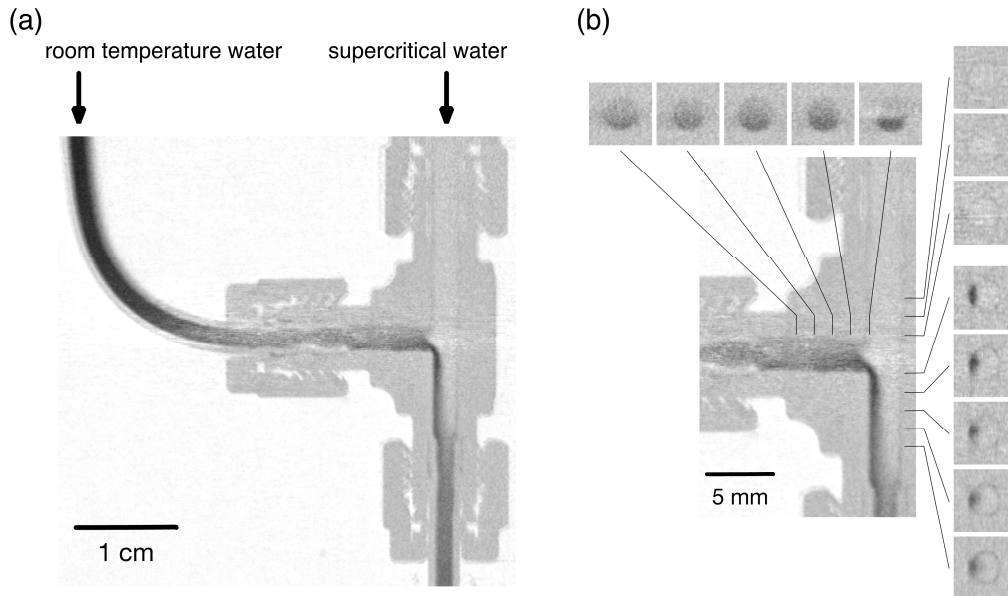 (a)
room temperature water
supercritical water
1 cm
(b)
5 mm